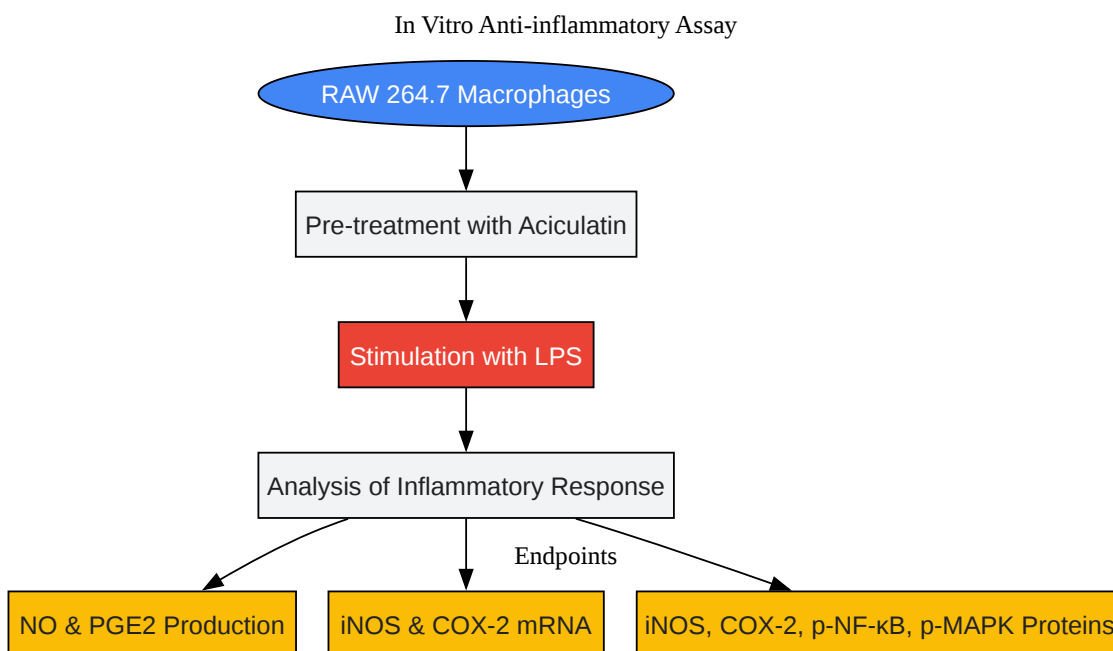 In Vitro Anti-inflammatory Assay
RAW 264.7 Macrophages
Pre-treatment with Aciculatin
Stimulation with LPS
Analysis of Inflammatory Response
Endpoints
NO & PGE2 Production
iNOS & COX-2 mRNA
iNOS, COX-2, p-NF-κB, p-MAPK Proteins